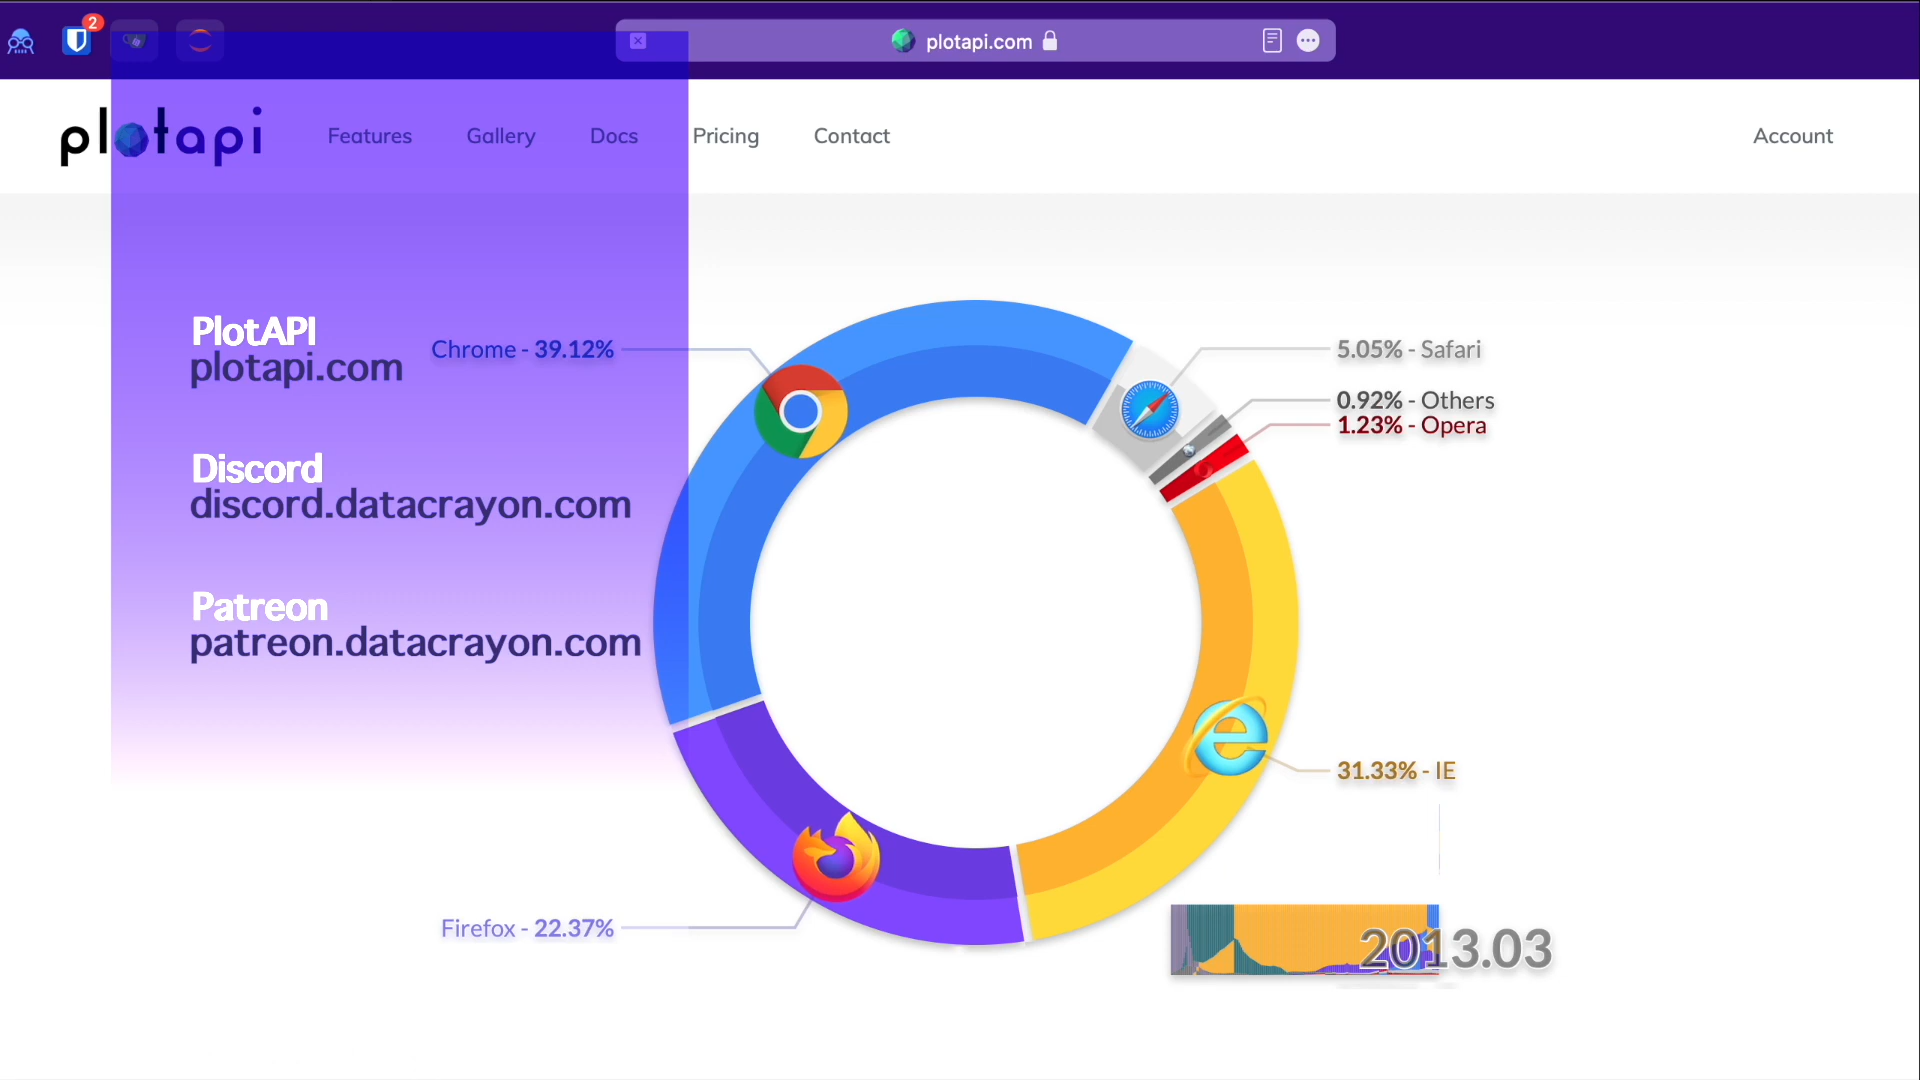 2
plotapi.com
plotapi
Features
Gallery
Docs
Pricing
Contact
Account
PlotAPI
plotapi.com
Chrome - 39.12%
5.05% - Safari
0.92% - Others
1.23% - Opera
Discord
discord.datacrayon.com
Patreon
patreon.datacrayon.com
31.33% - IE
Firefox - 22.37%
2013.03